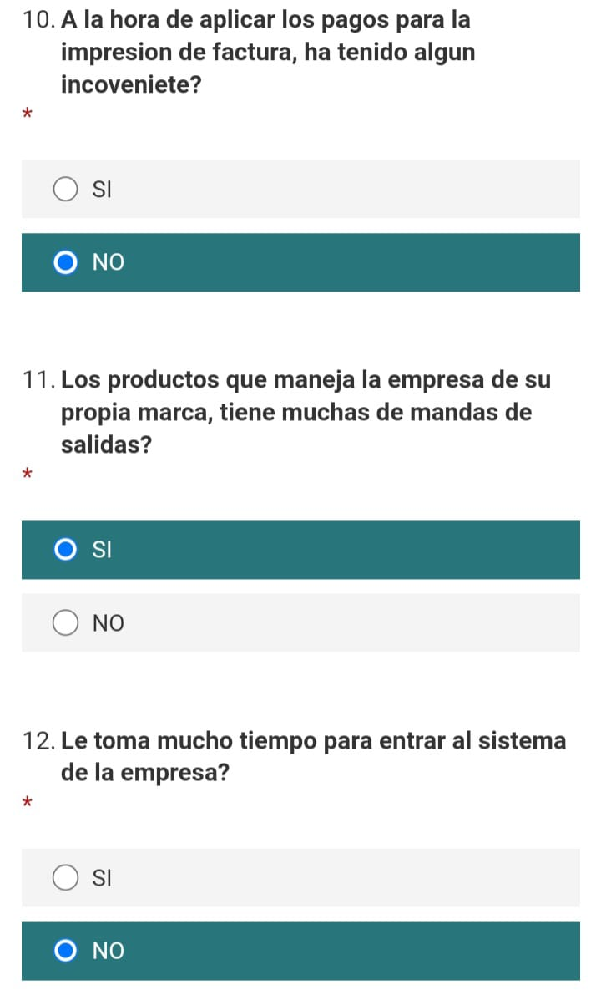 10. A la hora de aplicar los pagos para la
impresion de factura, ha tenido algun
incoveniete?
*
SI
NO
11. Los productos que maneja la empresa de su
propia marca, tiene muchas de mandas de
salidas?
*
SI
NO
12. Le toma mucho tiempo para entrar al sistema
de la empresa?
*
SI
NO